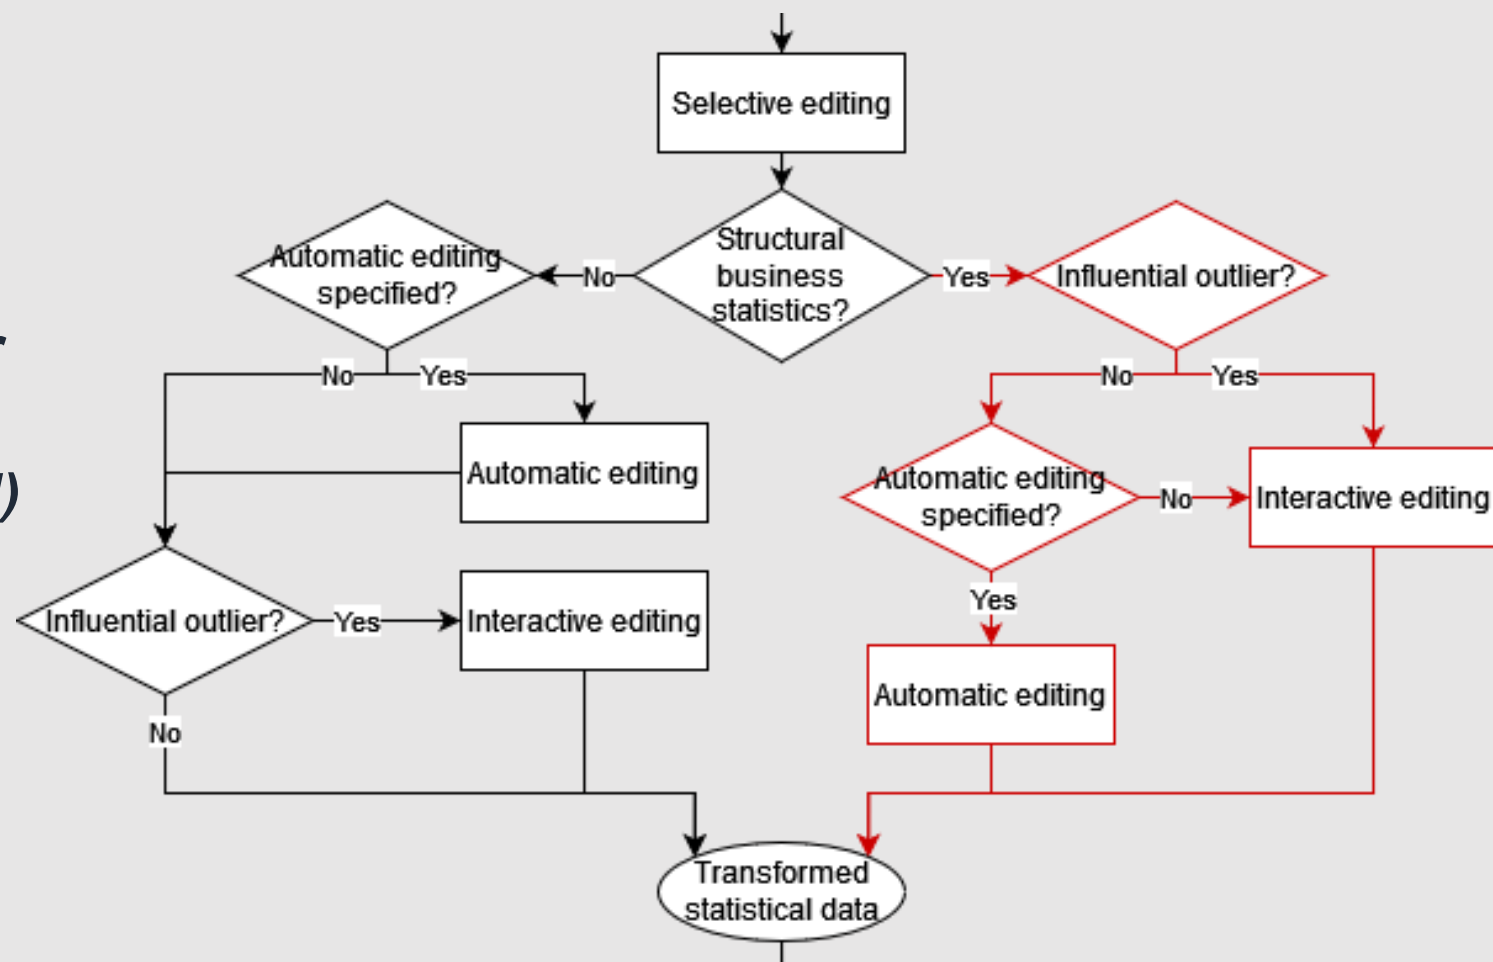 Selective editing
Structural
business
statistics?
Automatic editing
specified?
No
Yes
Influential outlier?
No
Yes
No
Yes
Automatic editing
Automatic editing
specified?
No
Interactive editing
Yes
Influential outlier?
Yes
Interactive editing
Automatic editing
No
Transformed
statistical data